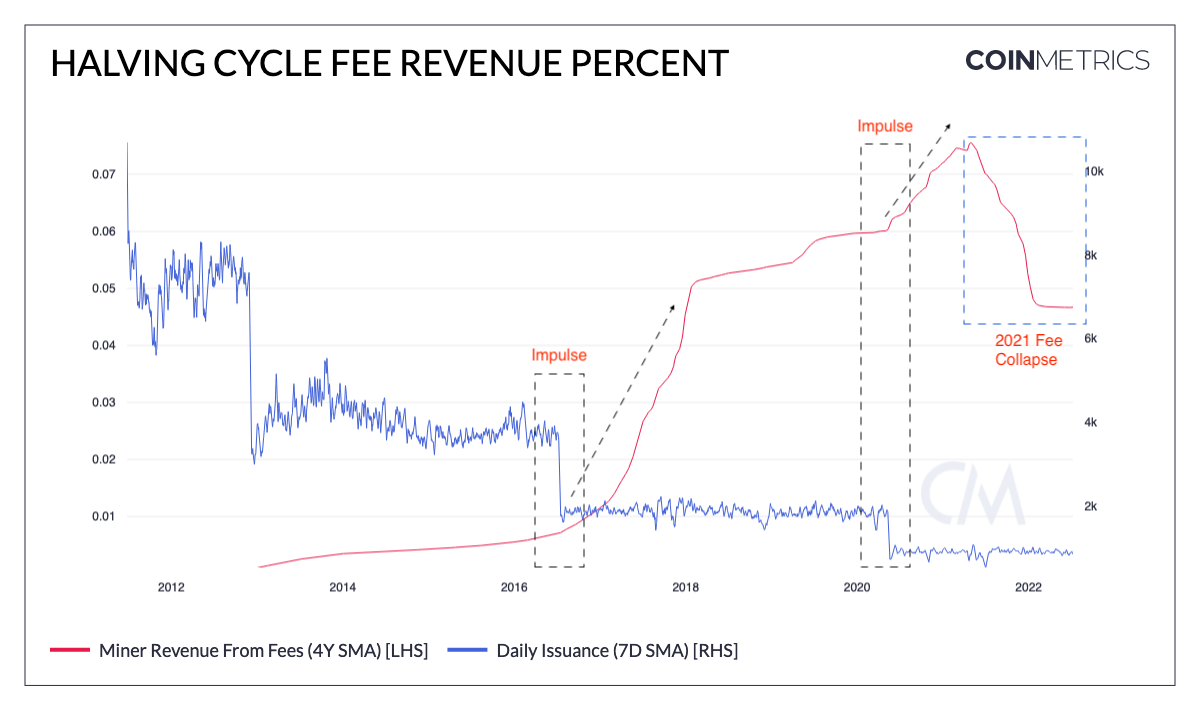 HALVING CYCLE FEE REVENUE PERCENT
COINMETRICS
Impulse
0.07
10k
0.06
8k
0.05
0.04
6k
2021 Fee
Collapse
Impulse
0.03
4k
0.02
0.01
2k
CM
2012
2014
2016
2018
2020
2022
Miner Revenue From Fees (4Y SMA) [LHS]
Daily Issuance (7D SMA) [RHS]